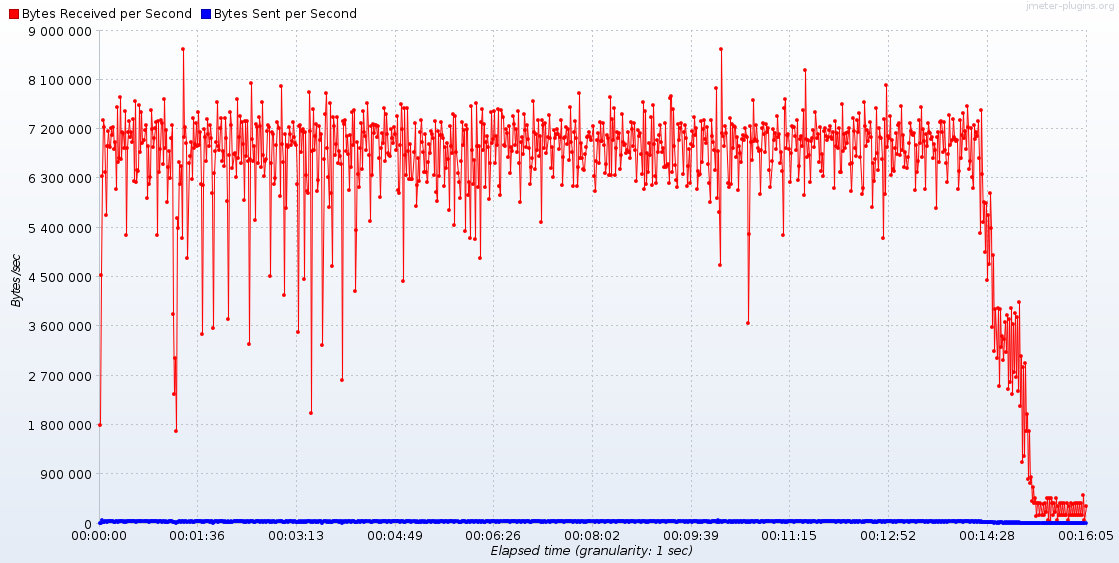 Bytes Received per Second Bytes Sent per Second
jmeter-plugins.org
9 000 000
8 100 000
7 200 000
6 300 000
5 400 000
4 500 000
3 600 000
2 700 000
1 800 000
900 000
0
Bytes/sec
00:00:00 00:01:36 00:03:13 00:04:49 00:06:26 00:08:02 00:09:39 00:11:15 00:12:52 00:14:28 00:16:05
Elapsed time (granularity: 1 sec)